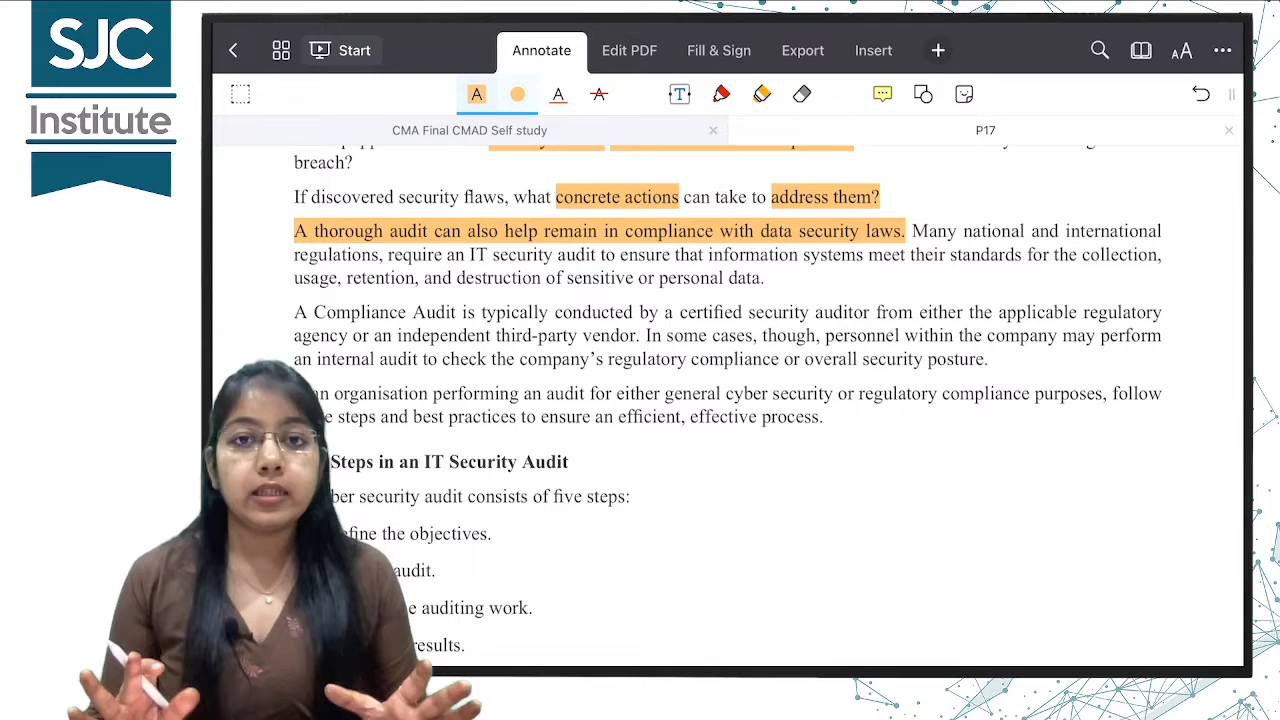 SJC
Institute
Start
Annotate
Edit PDF
Fill & Sign
Export
Insert
CMA Final CMAD Self study
P17
breach?
If discovered security flaws, what concrete actions can take to address them?
A thorough audit can also help remain in compliance with data security laws. Many national and international
regulations, require an IT security audit to ensure that information systems meet their standards for the collection,
usage, retention, and destruction of sensitive or personal data.
A Compliance Audit is typically conducted by a certified security auditor from either the applicable regulatory
agency or an independent third-party vendor. In some cases, though, personnel within the company may perform
an internal audit to check the company's regulatory compliance or overall security posture.
an organisation performing an audit for either general cyber security or regulatory compliance purposes, follow
steps and best practices to ensure an efficient, effective process.
Steps in an IT Security Audit
security audit consists of five steps:
the objectives.
audit.
auditing work.
results.